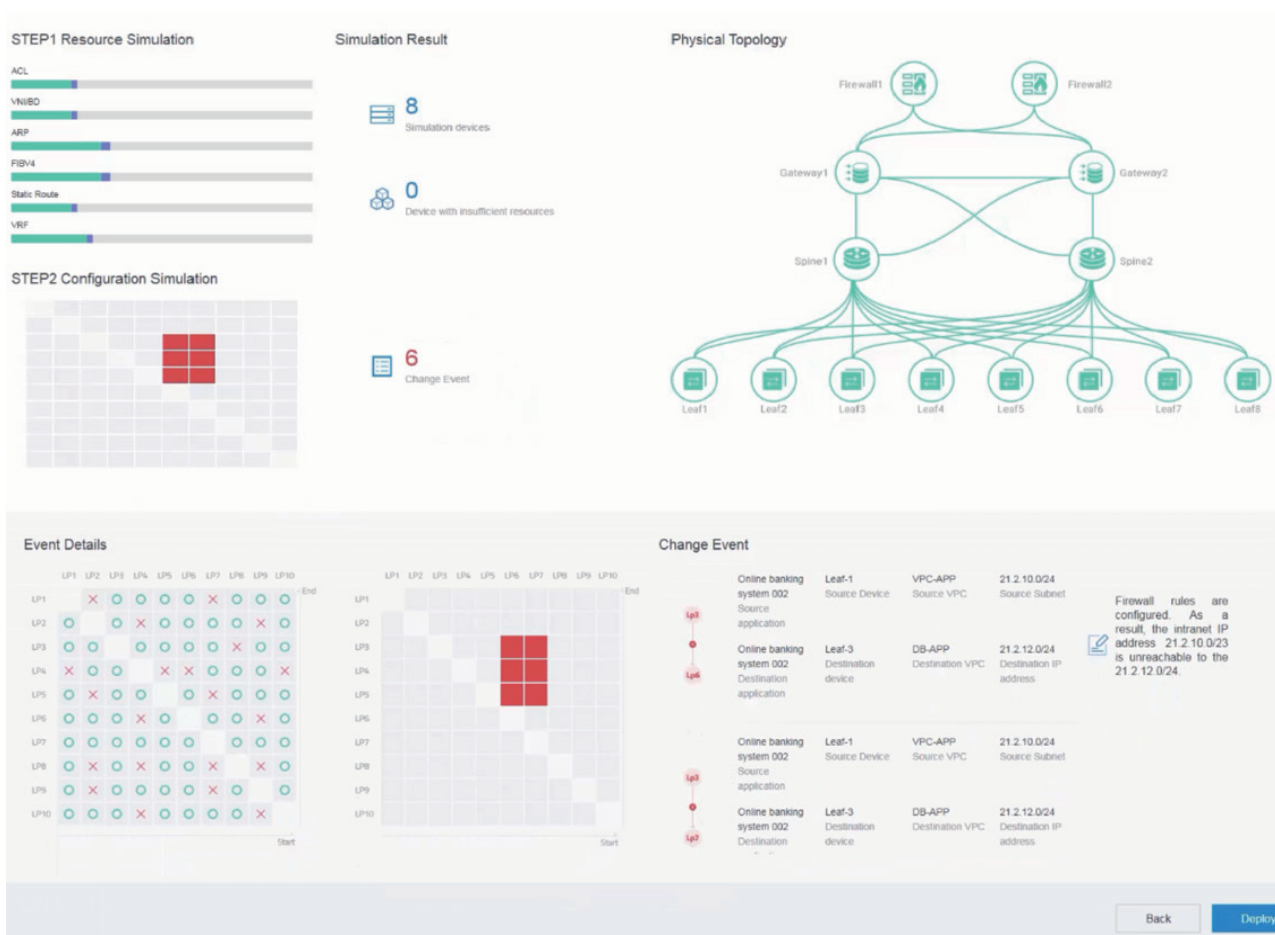 STEP1 Resource Simulation
ACL
VNI/BD
ARP
FIBV4
Static Route
VRF
STEP2 Configuration Simulation
Simulation Result
8
Simulation devices
0
Device with insufficient resources
6
Change Event
Physical Topology
Firewall1
Firewall2
Gateway1
Gateway2
Spine1
Spine2
Leaf1 Leaf2 Leaf3 Leaf4 Leaf5 Leaf6 Leaf7 Leaf8
Event Details
LP1 LP2 LP3 LP4 LP5 LP6 LP7 LP8 LP9 LP10
End
LP1
LP2
LP3
LP4
LP5
LP6
LP7
LP8
LP9
LP10
Start
LP1 LP2 LP3 LP4 LP5 LP6 LP7 LP8 LP9 LP10
End
LP1
LP2
LP3
LP4
LP5
LP6
LP7
LP8
LP9
LP10
Start
Change Event
Lp3
Lp6
Online banking
system 002
Source
application
Leaf-1
Source Device
VPC-APP
Source VPC
21.2.10.0/24
Source Subnet
Online banking
system 002
Destination
application
Leaf-3
Destination
device
DB-APP
Destination VPC
21.2.12.0/24
Destination IP
address
Firewall rules are
configured. As a
result, the intranet IP
address 21.2.10.0/23
is unreachable to the
21.2.12.0/24.
Lp3
Lp7
Online banking
system 002
Source
application
Leaf-1
Source Device
VPC-APP
Source VPC
21.2.10.0/24
Source Subnet
Online banking
system 002
Destination
Leaf-3
Destination
device
DB-APP
Destination VPC
21.2.12.0/24
Destination IP
address
Back
Deploy